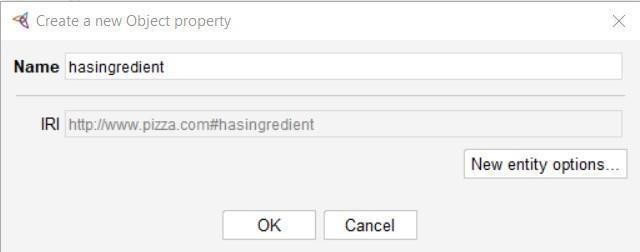 Create a new Object property
Name hasingredient
IRI http://www.pizza.com#hasingredient
New entity options...
OK Cancel